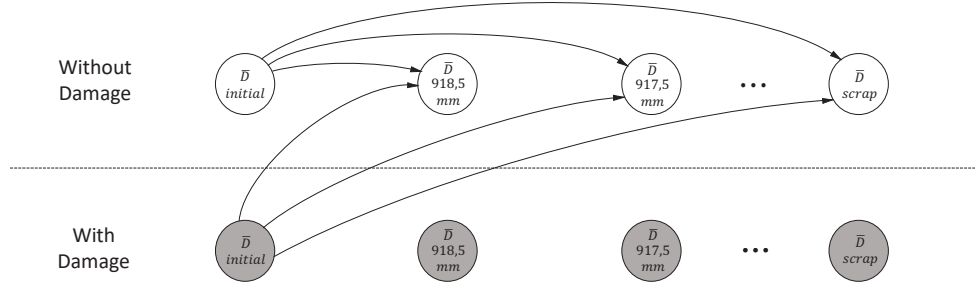 Without
Damage
D̅
initial
D̅
918,5
mm
D̅
917,5
mm
...
D̅
scrap
With
Damage
D̅
initial
D̅
918,5
mm
D̅
917,5
mm
...
D̅
scrap